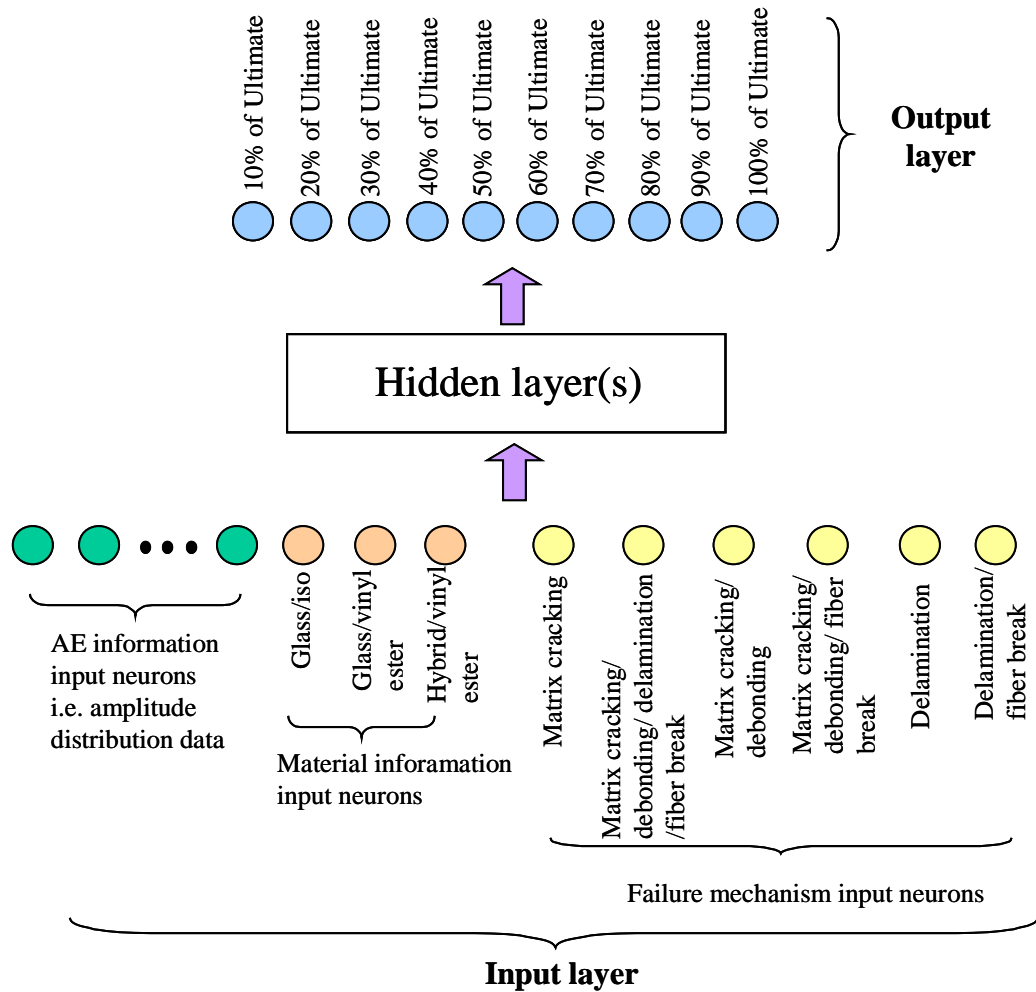 10% of Ultimate
20% of Ultimate
30% of Ultimate
40% of Ultimate
50% of Ultimate
60% of Ultimate
70% of Ultimate
80% of Ultimate
90% of Ultimate
100% of Ultimate
Output
layer
Hidden layer(s)
AE information
input neurons
i.e. amplitude
distribution data
Glass/iso
Glass/vinyl
ester
Hybrid/vinyl
ester
Material inforamation
input neurons
Matrix cracking
Matrix cracking/
debonding/ delamination
/fiber break
Matrix cracking/
debonding
Matrix cracking/
debonding/ fiber
break
Delamination
Delamination/
fiber break
Failure mechanism input neurons
Input layer